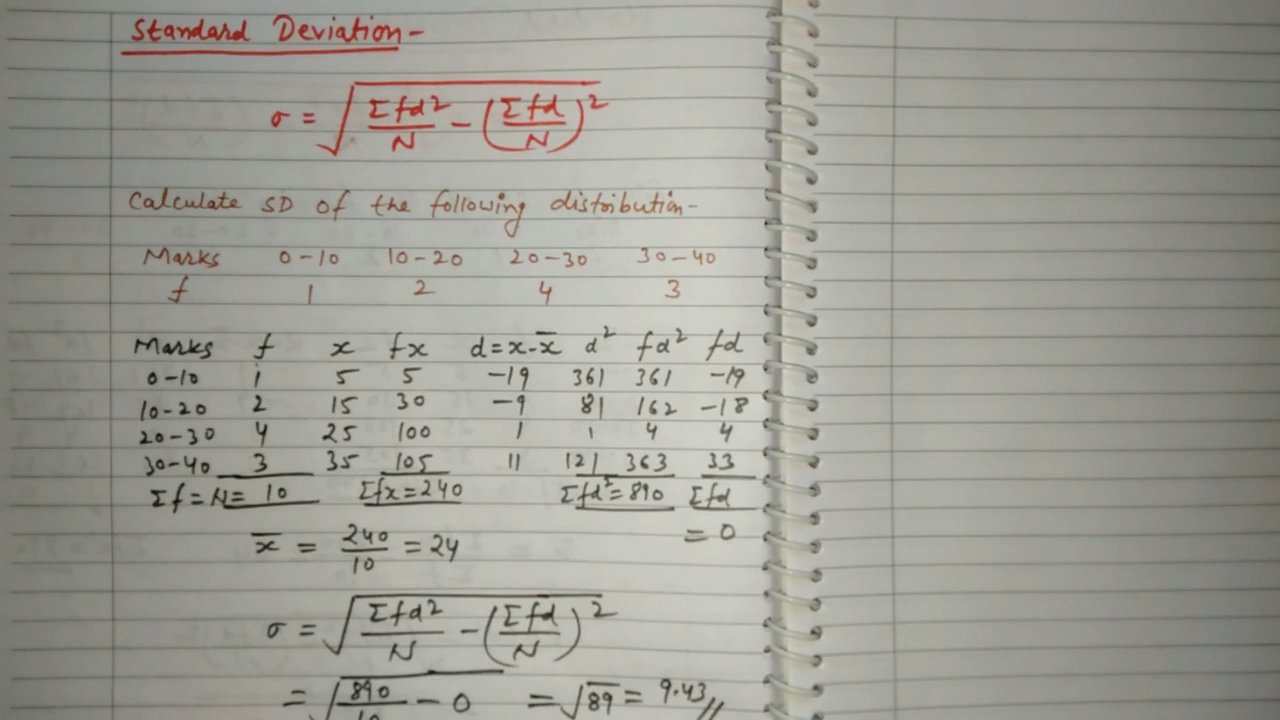 Standard Deviation -
σ = √(Σfd²/N - (Σfd/N)²)
Calculate SD of the following distribution-
Marks 0-10 10-20 20-30 30-40
f 1 2 4 3
Marks f x fx d=x-x̄ d² fd² fd
0-10 1 5 5 -19 361 361 -19
10-20 2 15 30 -9 81 162 -18
20-30 4 25 100 1 1 4 4
30-40 3 35 105 11 121 363 33
Σf=N= 10 Σfx=240 Σfd²=890 Σfd
= 0
x̄ = 240/10 = 24
σ = √(Σfd²/N - (Σfd/N)²)
= √(890/10 - 0) = √89 = 9.43//